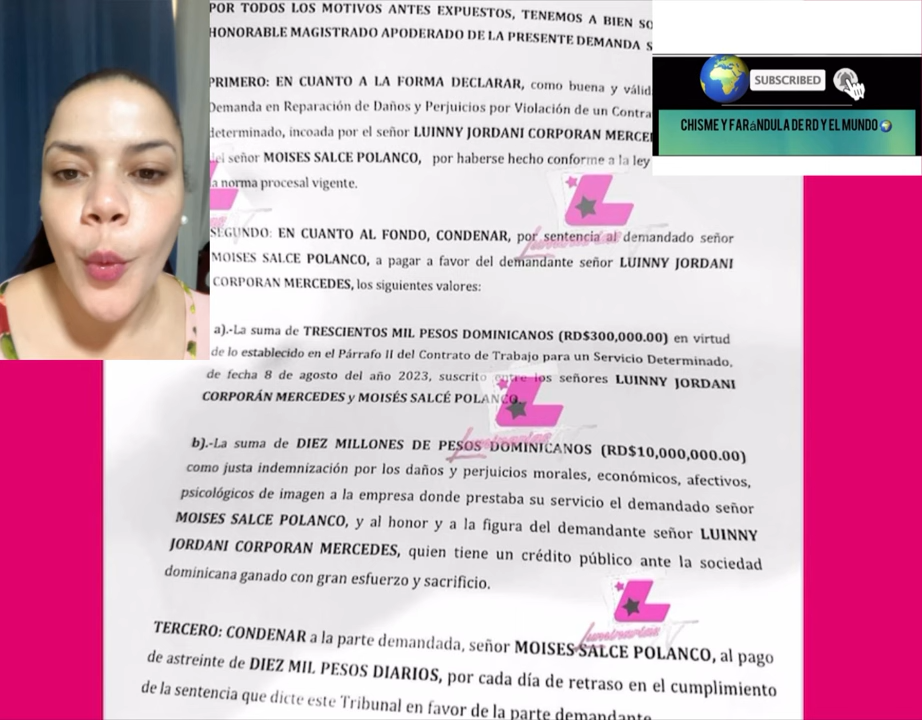 POR TODOS LOS MOTIVOS ANTES EXPUESTOS, TENEMOS A BIEN
HONORABLE MAGISTRADO APODERADO DE LA PRESENTE DEMANDA
PRIMERO: EN CUANTO A LA FORMA DECLARAR, como buena y
Demanda en Reparación de Daños y Perjuicios por Violación de un
determinado, incoada por el señor LUINNY JORDANI CORPORAN
del señor MOISES SALCE POLANCO, por haberse hecho conforme a la ley
a norma procesal vigente.
SEGUNDO: EN CUANTO AL FONDO, CONDENAR, por sentencia al demandado señor
MOISES SALCE POLANCO, a pagar a favor del demandante señor LUINNY JORDANI
CORPORAN MERCEDES, los siguientes valores:
a).-La suma de TRESCIENTOS MIL PESOS DOMINICANOS (RD$300,000.00) en virtud
de lo establecido en el Párrafo II del Contrato de Trabajo para un Servicio Determinado,
de fecha 8 de agosto del año 2023, suscrito entre los señores LUINNY JORDANI
CORPORÁN MERCEDES y MOISÉS SALCÉ POLANCO.
b).-La suma de DIEZ MILLONES DE PESOS DOMINICANOS (RD$10,000,000.00)
como justa indemnización por los daños y perjuicios morales, económicos, afectivos,
psicológicos de imagen a la empresa donde prestaba su servicio el demandado señor
MOISES SALCE POLANCO, y al honor y a la figura del demandante señor LUINNY
JORDANI CORPORAN MERCEDES, quien tiene un crédito público ante la sociedad
dominicana ganado con gran esfuerzo y sacrificio.
TERCERO: CONDENAR a la parte demandada, señor MOISES SALCE POLANCO, al pago
de astreinte de DIEZ MIL PESOS DIARIOS, por cada día de retraso en el cumplimiento
de la sentencia que dicte este Tribunal en favor de la parte demandante
SUBSCRIBED
CHISME Y FARáNDULA DE RD Y EL MUNDO